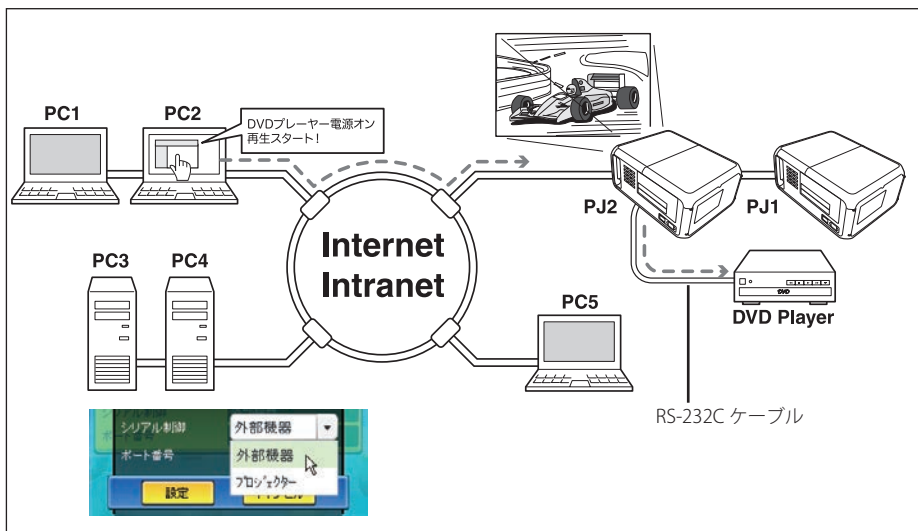 PC1
PC2
DVDプレーヤー電源オン
再生スタート！
PJ2
PJ1
Internet
Intranet
PC3
PC4
PC5
DVD
DVD Player
RS-232C ケーブル
シリアル制御
外部機器
ポート番号
外部機器
プロジェクター
設定